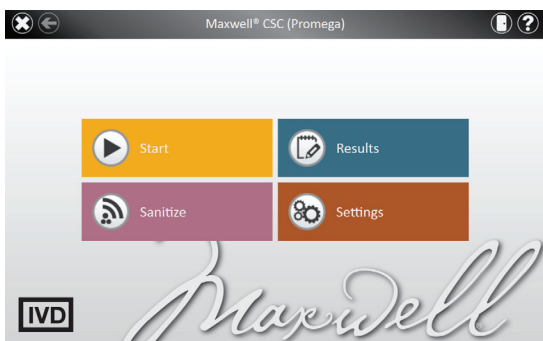 Maxwell® CSC (Promega)
?
Start
Results
Sanitize
Settings
IVD
Maxwell